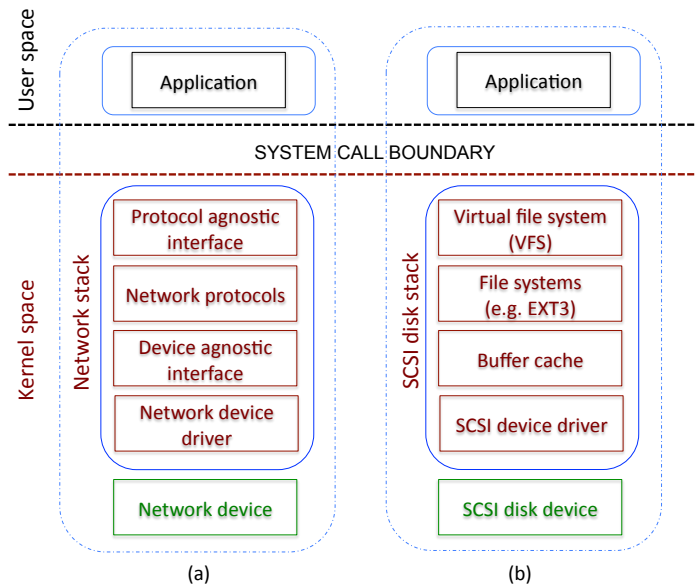 User space
Application
Application
SYSTEM CALL BOUNDARY
Kernel space
Network stack
Protocol agnostic
interface
Network protocols
Device agnostic
interface
Network device
driver
Network device
(a)
SCSI disk stack
Virtual file system
(VFS)
File systems
(e.g. EXT3)
Buffer cache
SCSI device driver
SCSI disk device
(b)